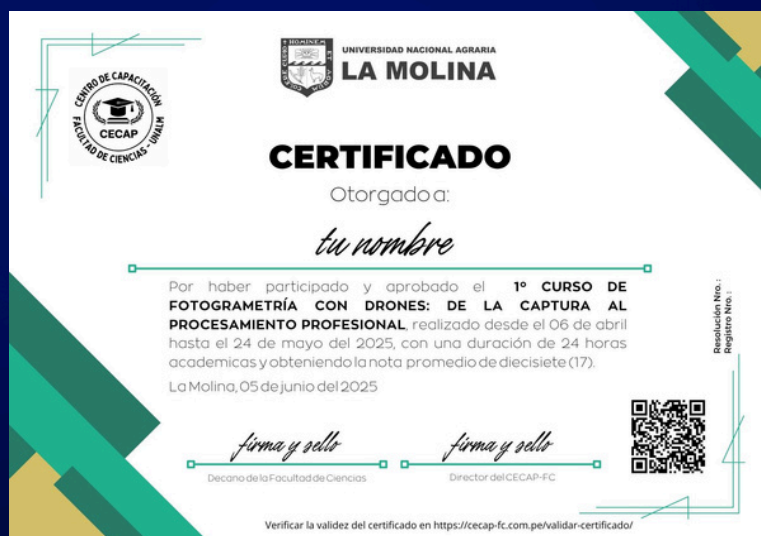 UNIVERSIDAD NACIONAL AGRARIA
LA MOLINA
CENTRO DE CAPACITACIÓN
CECAP
FACULTAD DE CIENCIAS - UNALM
CERTIFICADO
Otorgado a:
tu nombre
Por haber participado y aprobado el 1º CURSO DE
FOTOGRAMETRÍA CON DRONES: DE LA CAPTURA AL
PROCESAMIENTO PROFESIONAL, realizado desde el 06 de abril
hasta el 24 de mayo del 2025, con una duración de 24 horas
academicas y obteniendo la nota promedio de diecisiete (17).
La Molina, 05 de junio del 2025
Resolución Nro. :
Registro Nro. :
firma y sello
Decano de la Facultad de Ciencias
firma y sello
Director del CECAP-FC
Verificar la validez del certificado en https://cecap-fc.com.pe/validar-certificado/